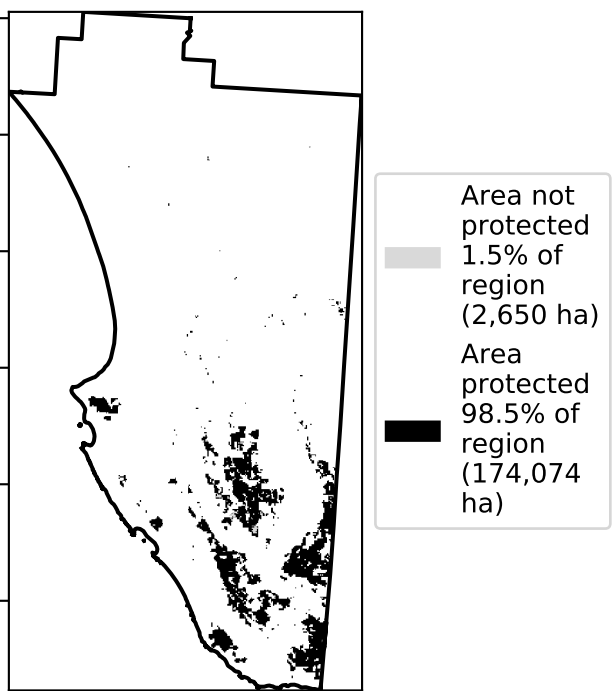 Area not
protected
1.5% of
region
(2,650 ha)
Area
protected
98.5% of
region
(174,074
ha)